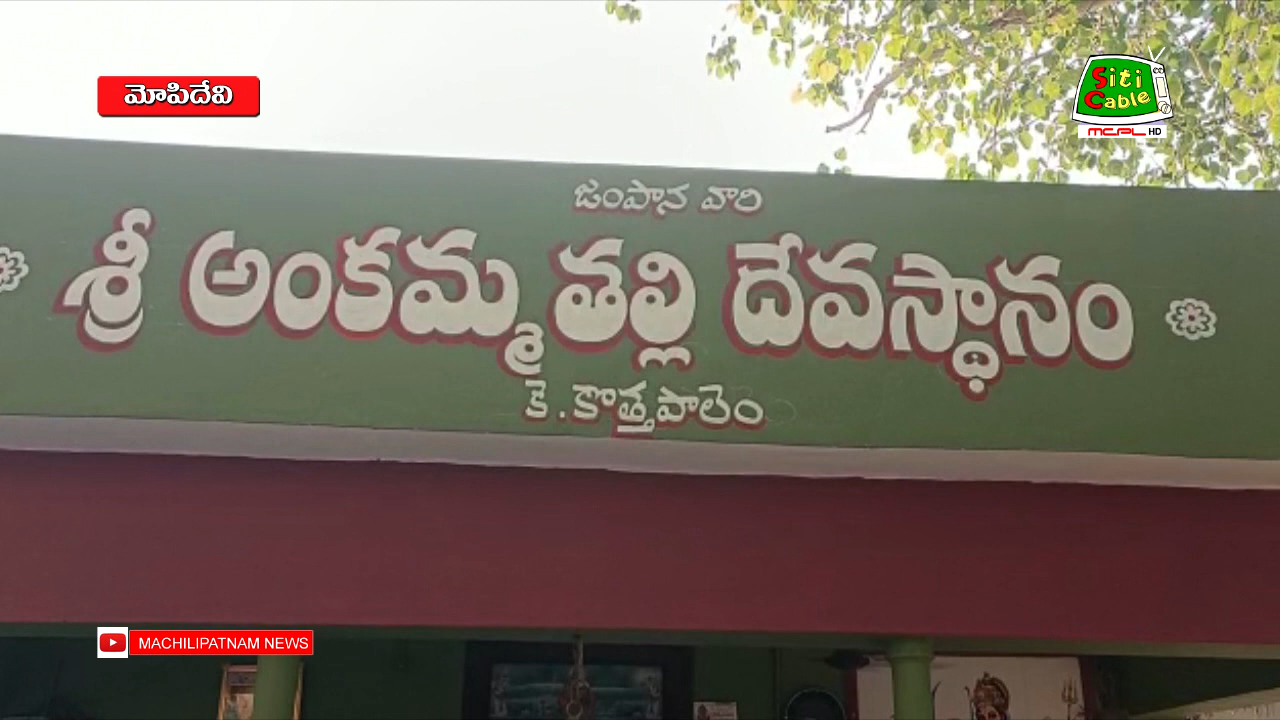 మోపిదేవి
Siti
Cable
MCPL HD
జంపాన వారి
శ్రీ అంకమ్మ తల్లి దేవస్థానం
కె. కొత్తపాలెం
MACHILIPATNAM NEWS